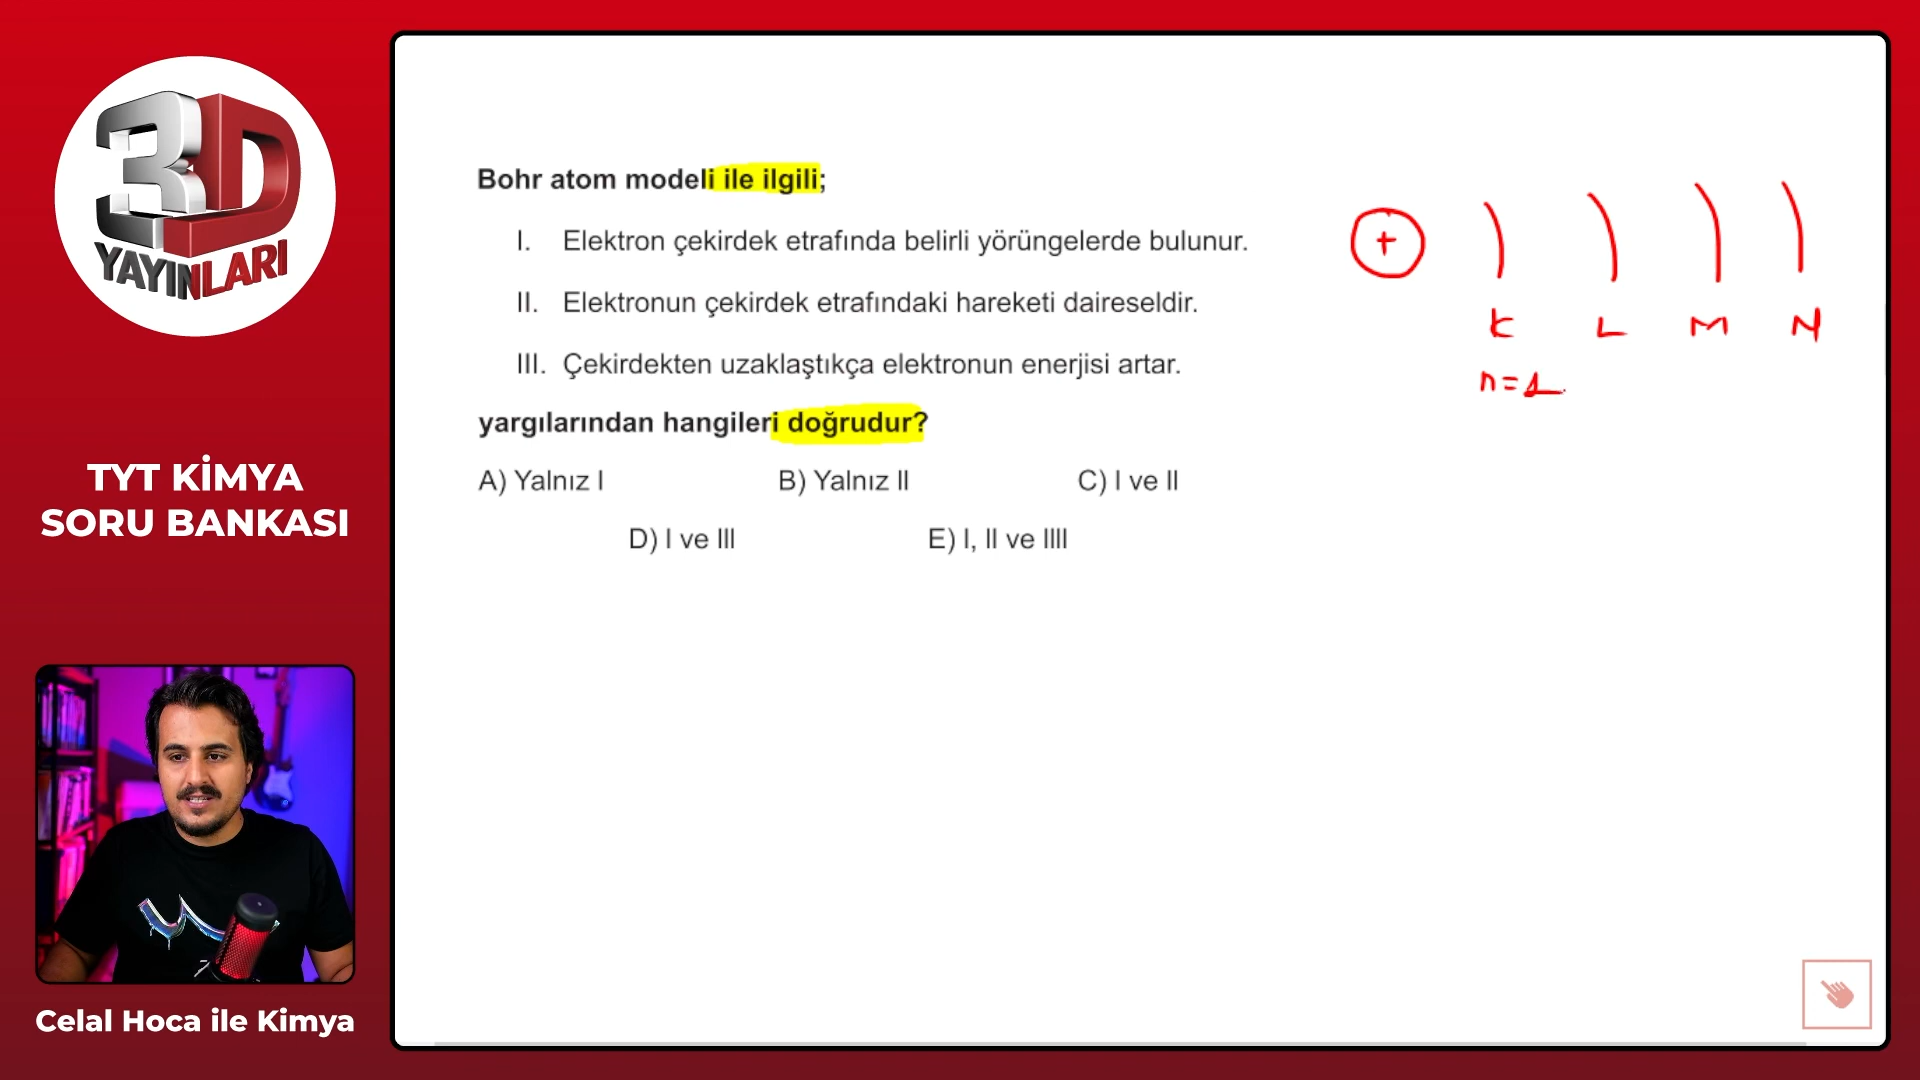 3D
YAYINLARI
TYT KİMYA
SORU BANKASI
Celal Hoca ile Kimya
Bohr atom modeli ile ilgili;
I. Elektron çekirdek etrafında belirli yörüngelerde bulunur.
II. Elektronun çekirdek etrafındaki hareketi daireseldir.
III. Çekirdekten uzaklaştıkça elektronun enerjisi artar.
yargılarından hangileri doğrudur?
A) Yalnız I B) Yalnız II C) I ve II
D) I ve III E) I, II ve IIII
+
K L M N
n=1